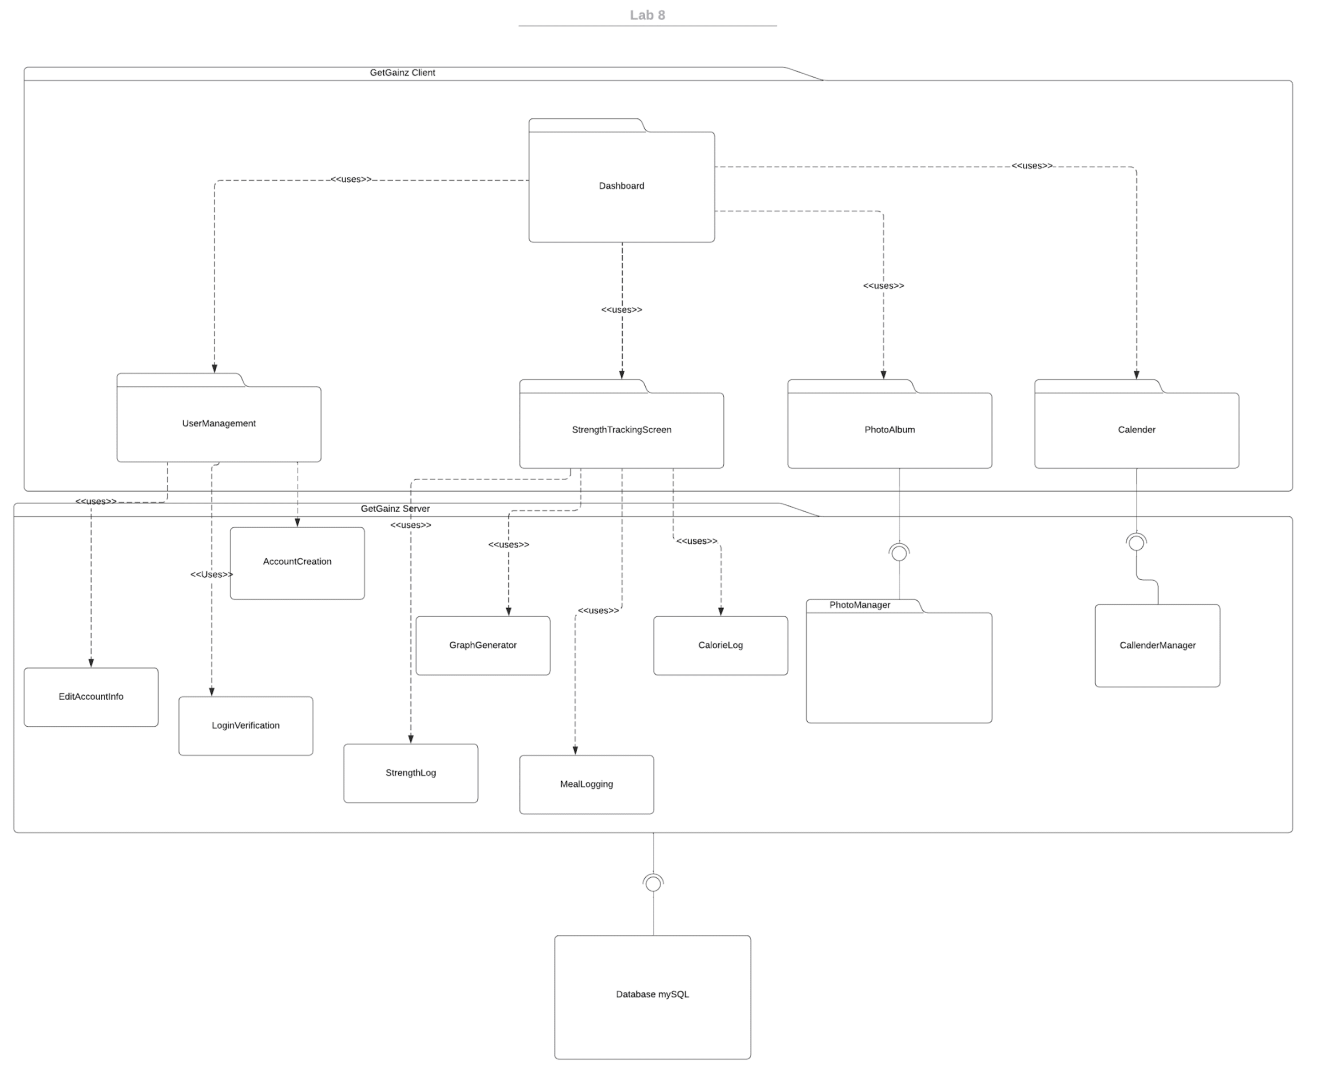 Lab 8
GetGainz Client
Dashboard
<<uses>>
<<uses>>
<<uses>>
<<uses>>
UserManagement
StrengthTrackingScreen
PhotoAlbum
Calender
GetGainz Server
<<uses>>
<<uses>>
<<uses>>
<<uses>>
AccountCreation
<<Uses>>
<<uses>>
PhotoManager
GraphGenerator
CalorieLog
CallenderManager
EditAccountInfo
LoginVerification
StrengthLog
MealLogging
Database mySQL